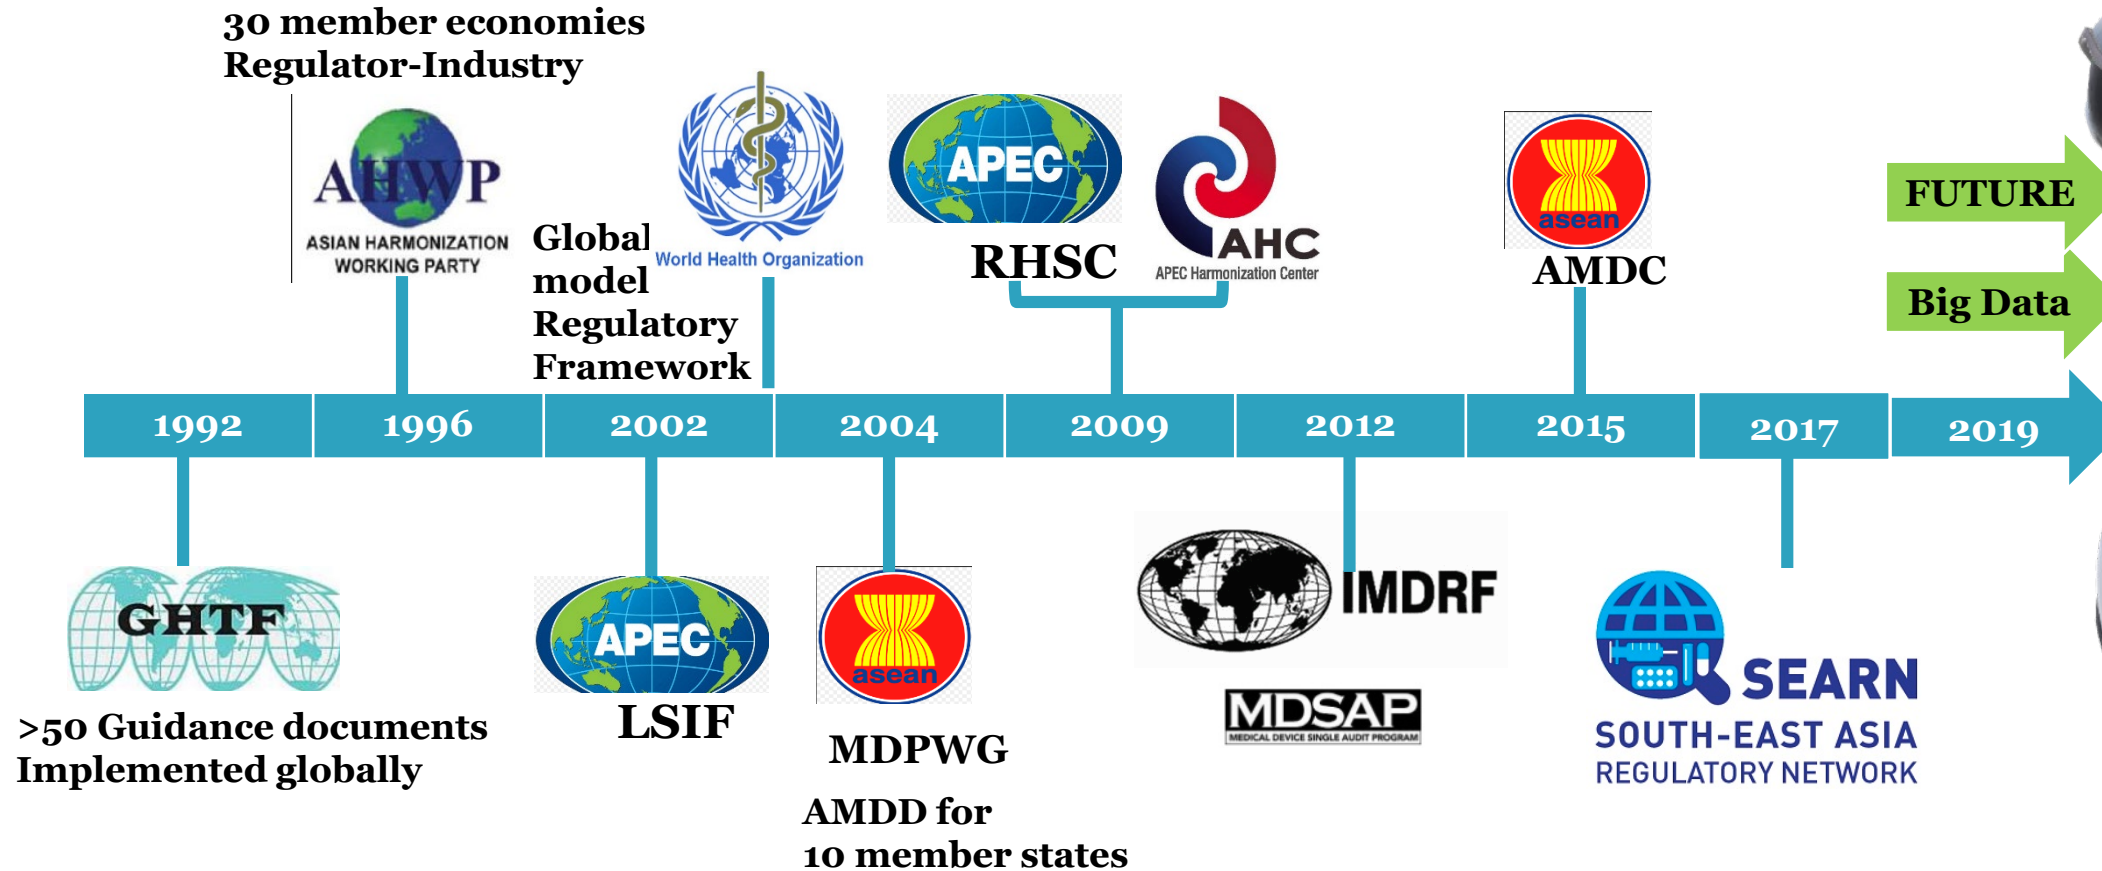 30 member economies
Regulator-Industry
AHWP
ASIAN HARMONIZATION
WORKING PARTY
Global
model
Regulatory
Framework
World Health Organization
APEC
RHSC
AHC
APEC Harmonization Center
asean
AMDC
FUTURE
Big Data
1992
1996
2002
2004
2009
2012
2015
2017
2019
GHTF
>50 Guidance documents
Implemented globally
APEC
LSIF
asean
MDPWG
AMDD for
10 member states
IMDRF
MDSAP
MEDICAL DEVICE SINGLE AUDIT PROGRAM
SEARN
SOUTH-EAST ASIA
REGULATORY NETWORK